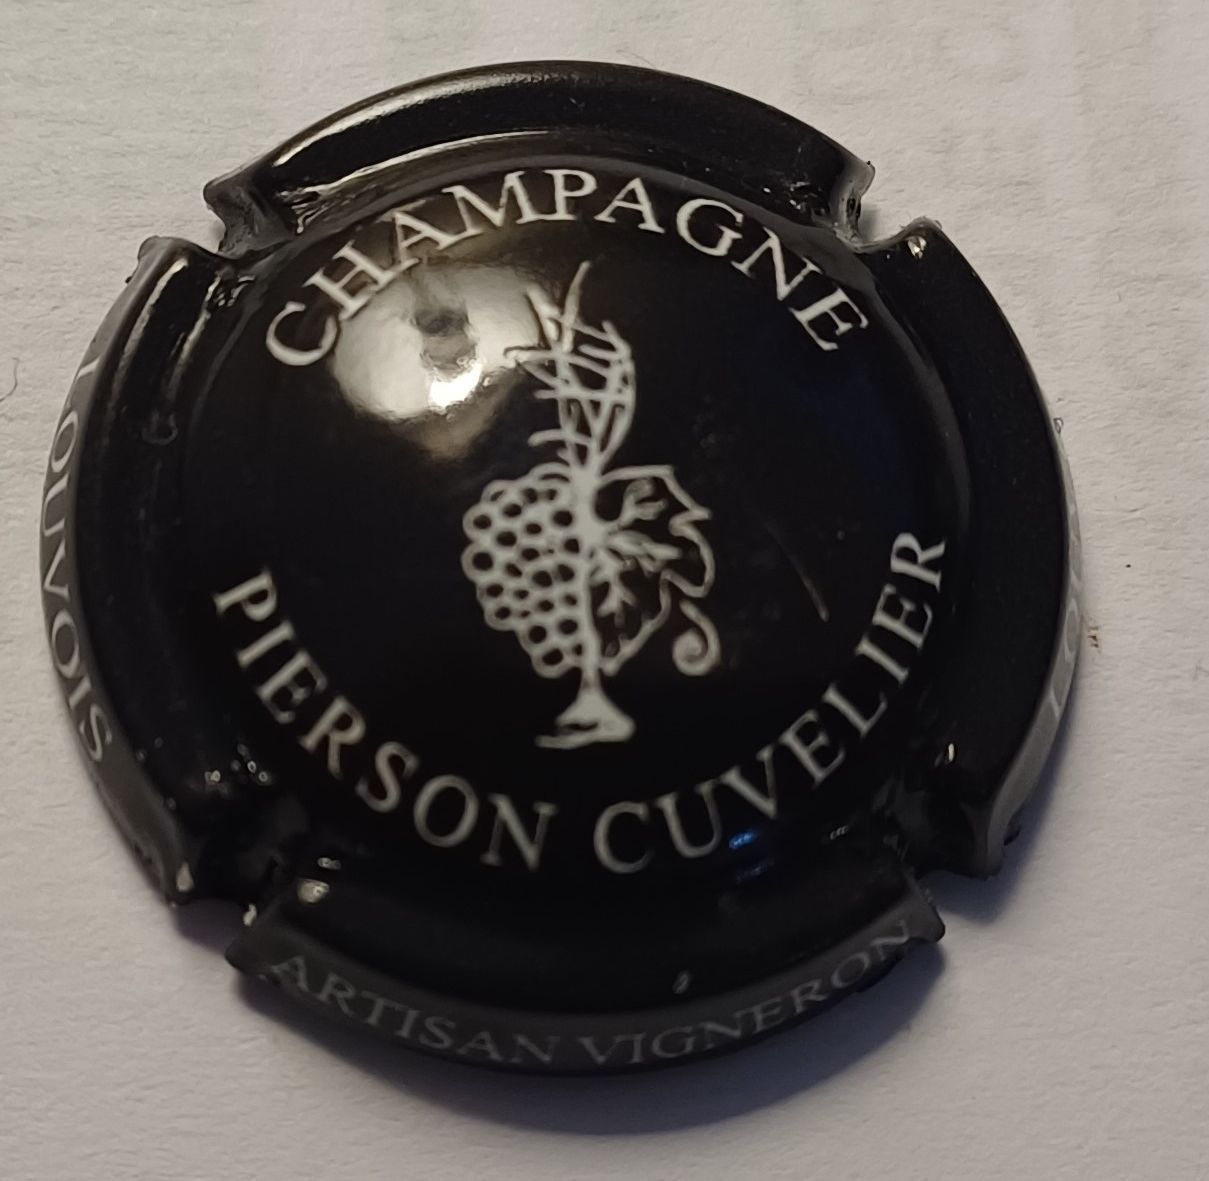 CHAMPAGNE
PIERSON CUVELIER
LOUVOIS
ARTISAN VIGNERON